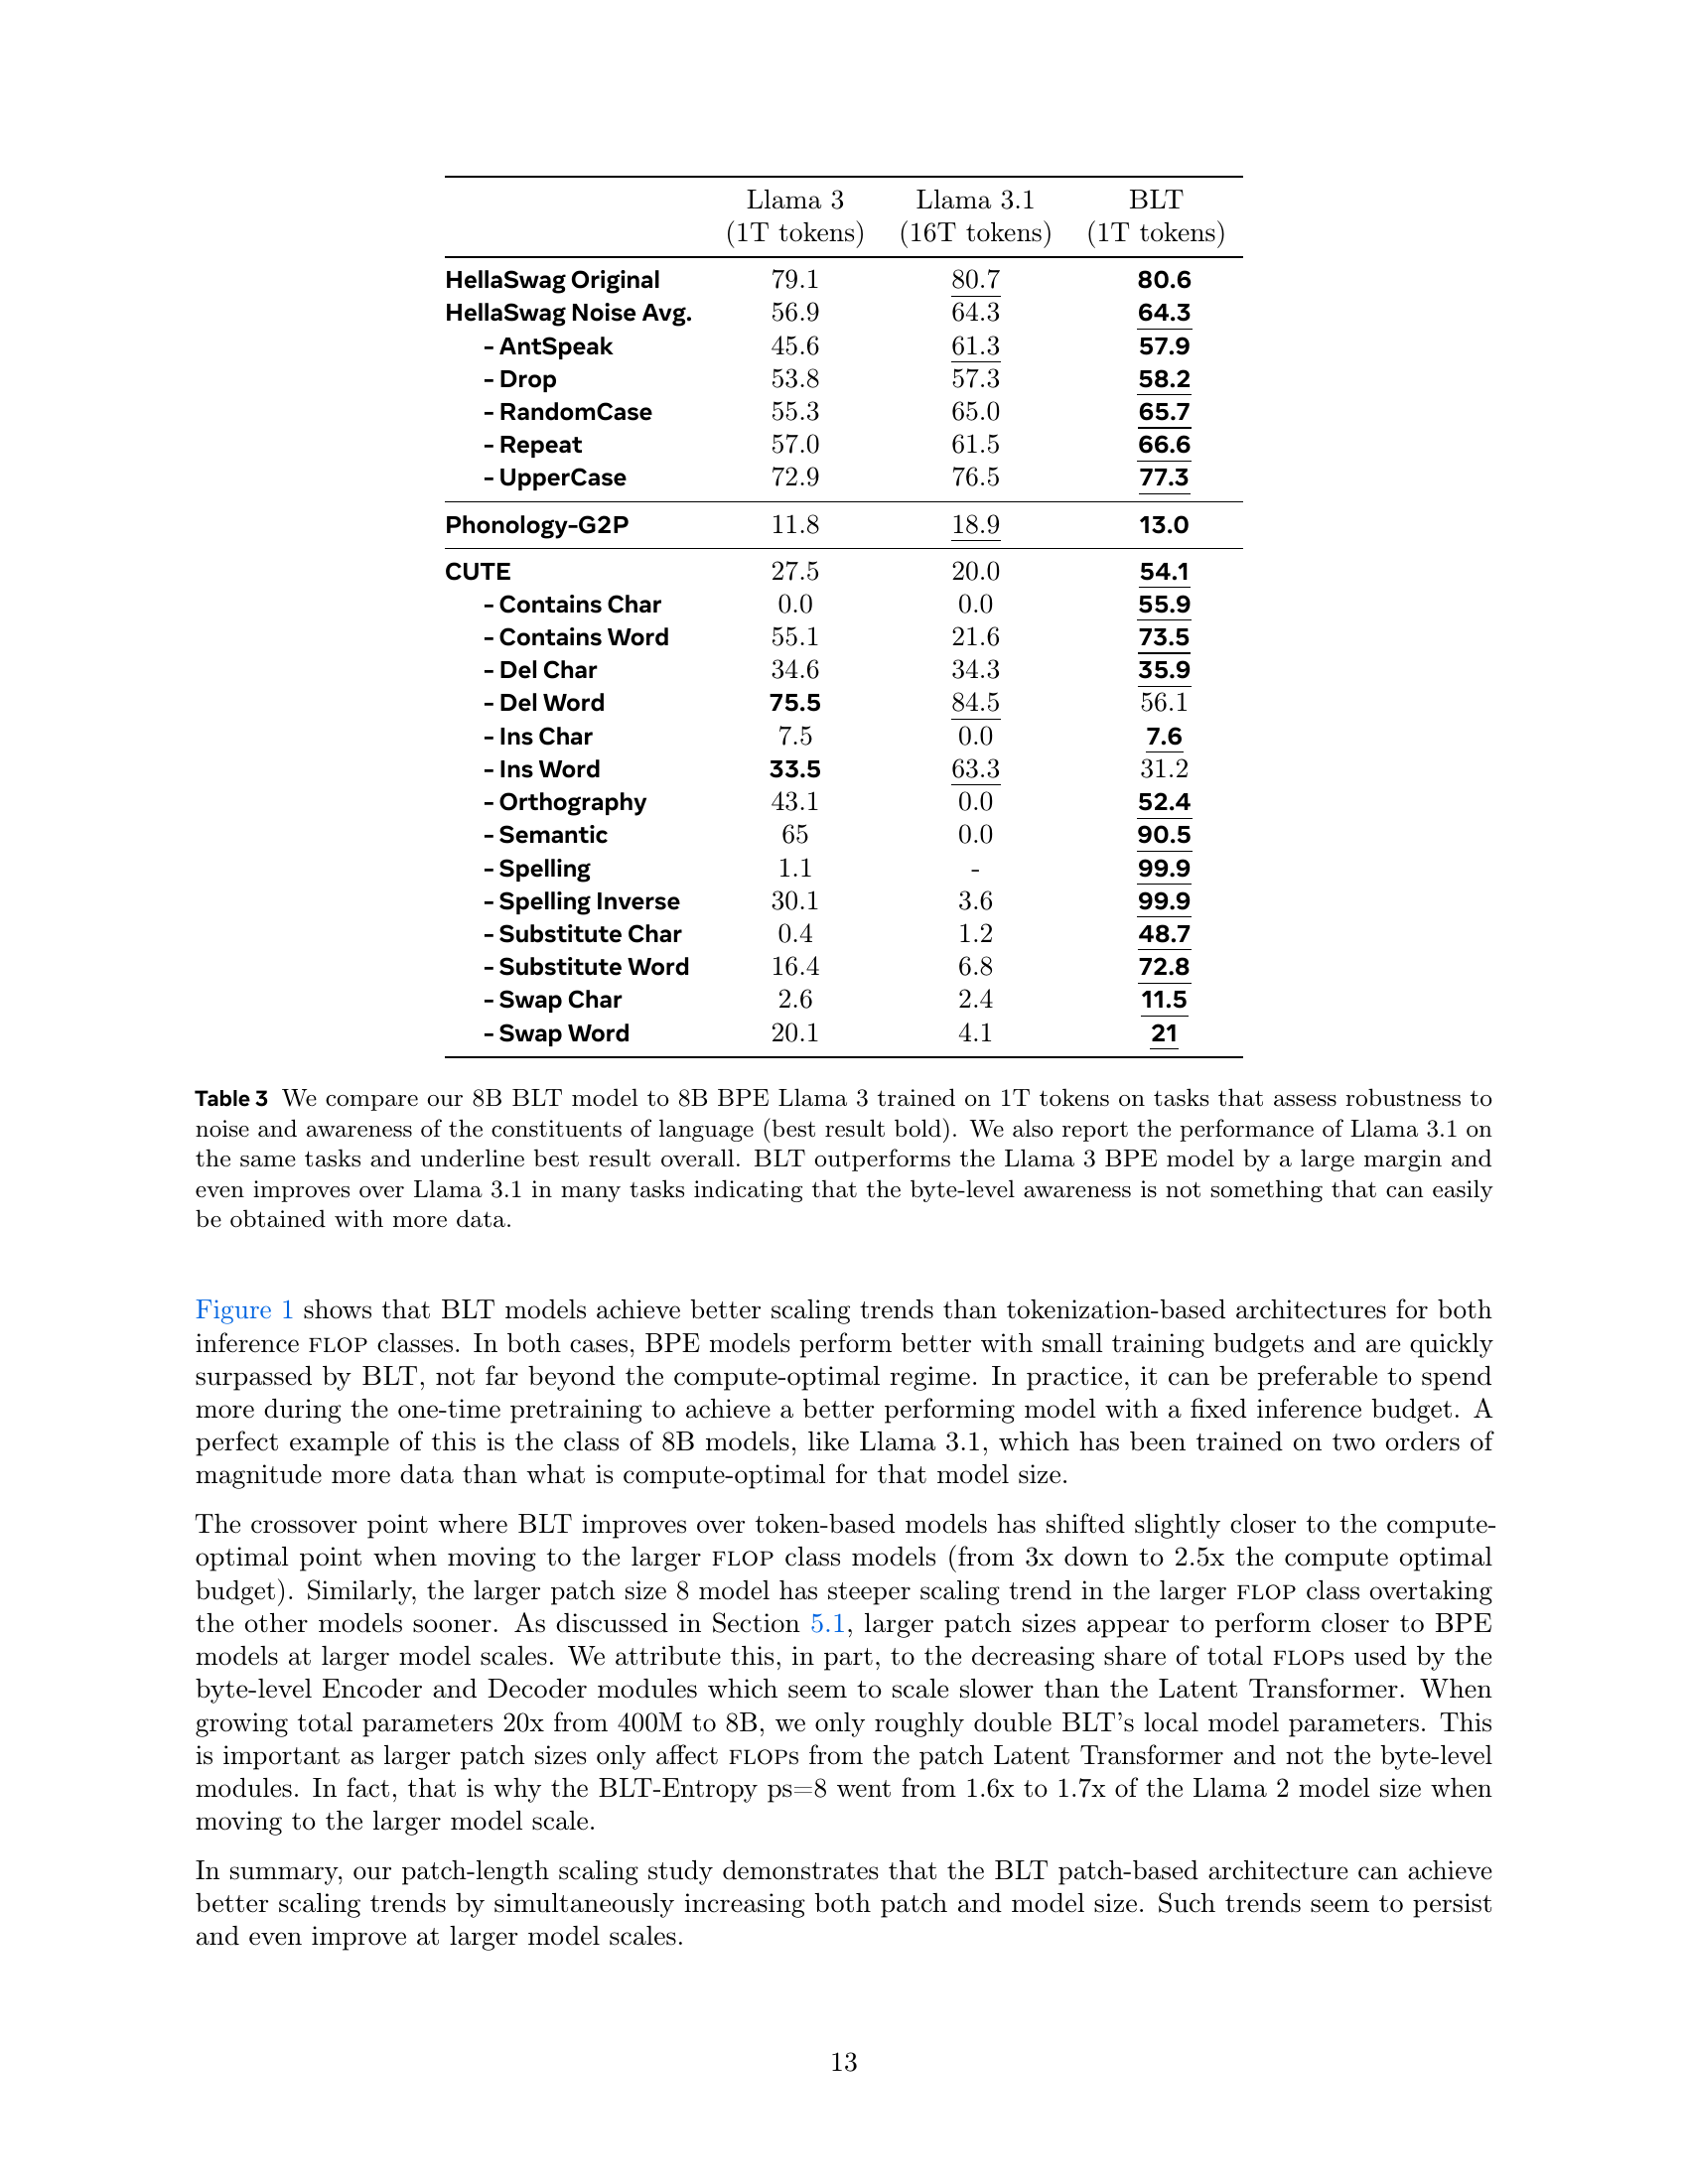 Llama 3 Llama 3.1 BLT
(1T tokens) (16T tokens) (1T tokens)
HellaSwag Original 79.1 80.7 80.6
HellaSwag Noise Avg. 56.9 64.3 64.3
- AntSpeak 45.6 61.3 57.9
- Drop 53.8 57.3 58.2
- RandomCase 55.3 65.0 65.7
- Repeat 57.0 61.5 66.6
- UpperCase 72.9 76.5 77.3
Phonology-G2P 11.8 18.9 13.0
CUTE 27.5 20.0 54.1
- Contains Char 0.0 0.0 55.9
- Contains Word 55.1 21.6 73.5
- Del Char 34.6 34.3 35.9
- Del Word 75.5 84.5 56.1
- Ins Char 7.5 0.0 7.6
- Ins Word 33.5 63.3 31.2
- Orthography 43.1 0.0 52.4
- Semantic 65 0.0 90.5
- Spelling 1.1 - 99.9
- Spelling Inverse 30.1 3.6 99.9
- Substitute Char 0.4 1.2 48.7
- Substitute Word 16.4 6.8 72.8
- Swap Char 2.6 2.4 11.5
- Swap Word 20.1 4.1 21
Table 3 We compare our 8B BLT model to 8B BPE Llama 3 trained on 1T tokens on tasks that assess robustness to
noise and awareness of the constituents of language (best result bold). We also report the performance of Llama 3.1 on
the same tasks and underline best result overall. BLT outperforms the Llama 3 BPE model by a large margin and
even improves over Llama 3.1 in many tasks indicating that the byte-level awareness is not something that can easily
be obtained with more data.
Figure 1 shows that BLT models achieve better scaling trends than tokenization-based architectures for both
inference FLOP classes. In both cases, BPE models perform better with small training budgets and are quickly
surpassed by BLT, not far beyond the compute-optimal regime. In practice, it can be preferable to spend
more during the one-time pretraining to achieve a better performing model with a fixed inference budget. A
perfect example of this is the class of 8B models, like Llama 3.1, which has been trained on two orders of
magnitude more data than what is compute-optimal for that model size.
The crossover point where BLT improves over token-based models has shifted slightly closer to the compute-
optimal point when moving to the larger FLOP class models (from 3x down to 2.5x the compute optimal
budget). Similarly, the larger patch size 8 model has steeper scaling trend in the larger FLOP class overtaking
the other models sooner. As discussed in Section 5.1, larger patch sizes appear to perform closer to BPE
models at larger model scales. We attribute this, in part, to the decreasing share of total FLOPs used by the
byte-level Encoder and Decoder modules which seem to scale slower than the Latent Transformer. When
growing total parameters 20x from 400M to 8B, we only roughly double BLT's local model parameters. This
is important as larger patch sizes only affect FLOPs from the patch Latent Transformer and not the byte-level
modules. In fact, that is why the BLT-Entropy ps=8 went from 1.6x to 1.7x of the Llama 2 model size when
moving to the larger model scale.
In summary, our patch-length scaling study demonstrates that the BLT patch-based architecture can achieve
better scaling trends by simultaneously increasing both patch and model size. Such trends seem to persist
and even improve at larger model scales.
13